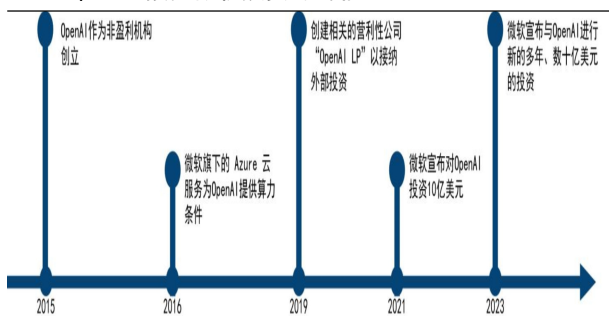 OpenAI作为非盈利机构
创立
微软旗下的 Azure 云
服务为OpenAI提供算力
条件
创建相关的营利性公司
“OpenAI LP”以接纳
外部投资
微软宣布对OpenAI
投资10亿美元
微软宣布与OpenAI进行
新的多年、数十亿美元
的投资
2015
2016
2019
2021
2023